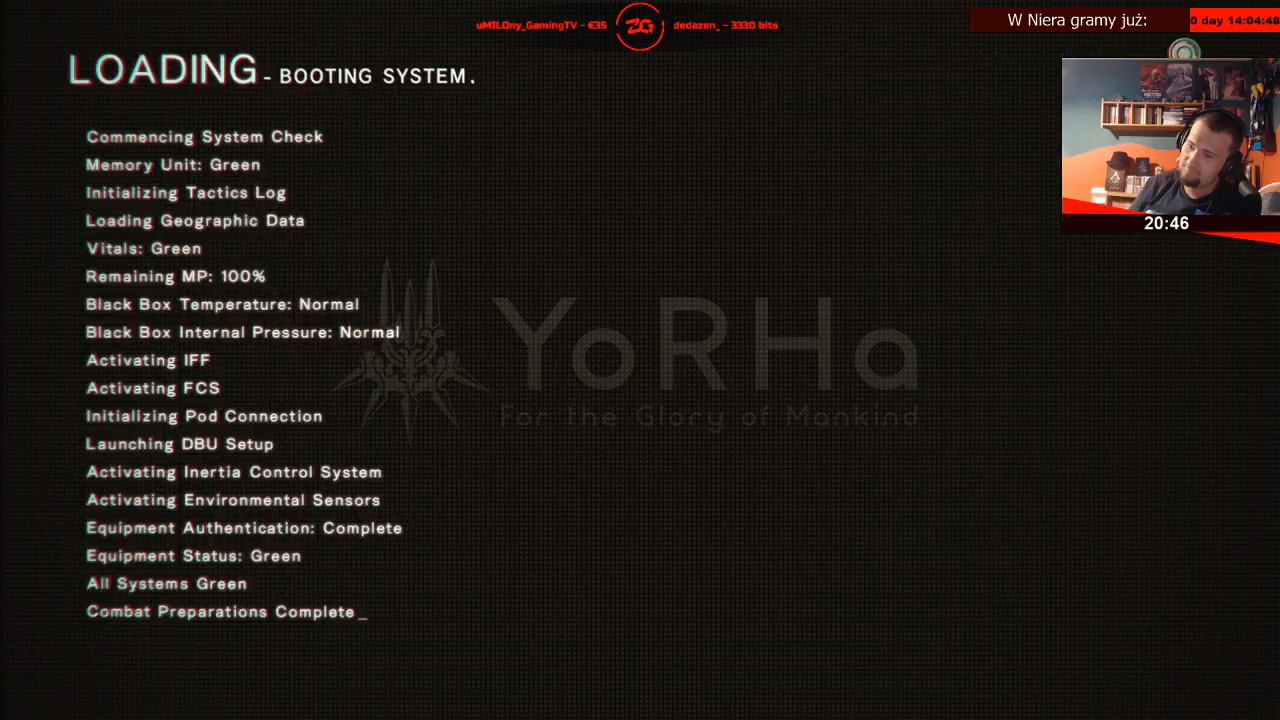 uMILOny_GamingTV - €35
ZG
dedazen_ - 3330 bits
W Niera gramy już:
0 day 14:04:48
LOADING - BOOTING SYSTEM.
Commencing System Check
Memory Unit: Green
Initializing Tactics Log
Loading Geographic Data
Vitals: Green
Remaining MP: 100%
Black Box Temperature: Normal
Black Box Internal Pressure: Normal
Activating IFF
Activating FCS
Initializing Pod Connection
Launching DBU Setup
Activating Inertia Control System
Activating Environmental Sensors
Equipment Authentication: Complete
Equipment Status: Green
All Systems Green
Combat Preparations Complete _
YoRHa
For the Glory of Mankind
20:46